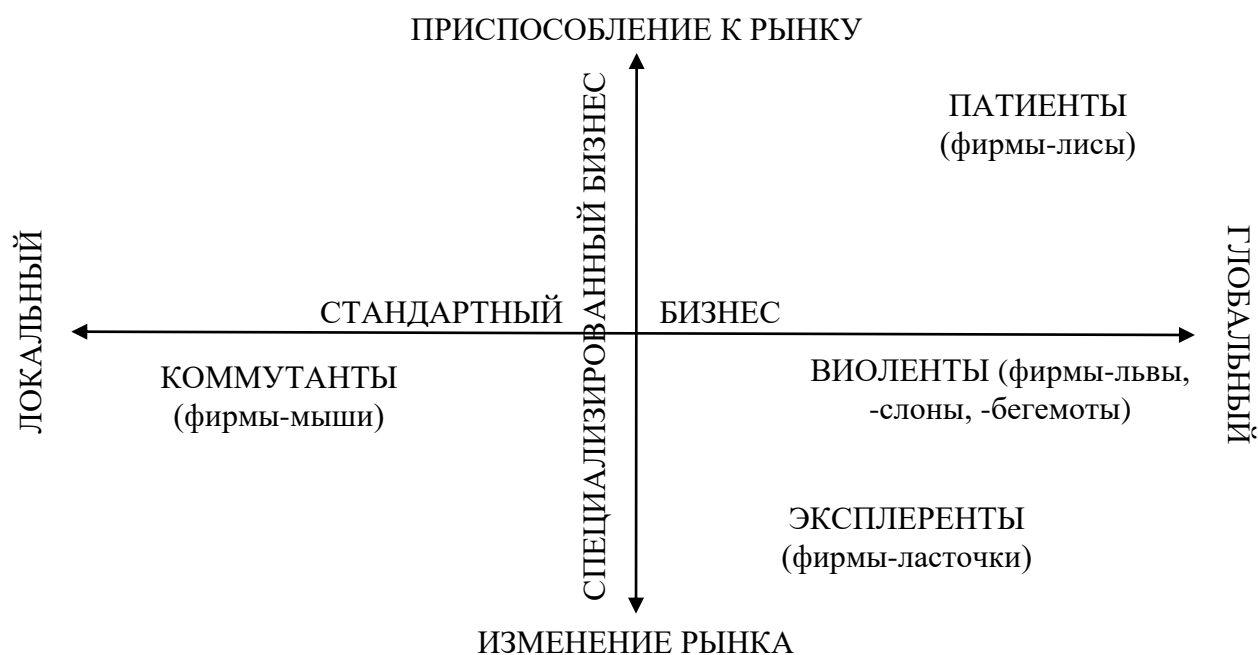 ПРИСПОСОБЛЕНИЕ К РЫНКУ
СПЕЦИАЛИЗИРОВАННЫЙ БИЗНЕС
ПАТИЕНТЫ
(фирмы-лисы)
ЛОКАЛЬНЫЙ
ГЛОБАЛЬНЫЙ
СТАНДАРТНЫЙ БИЗНЕС
КОММУТАНТЫ
(фирмы-мыши)
ВИОЛЕНТЫ (фирмы-львы,
-слоны, -бегемоты)
ЭКСПЛЕРЕНТЫ
(фирмы-ласточки)
ИЗМЕНЕНИЕ РЫНКА